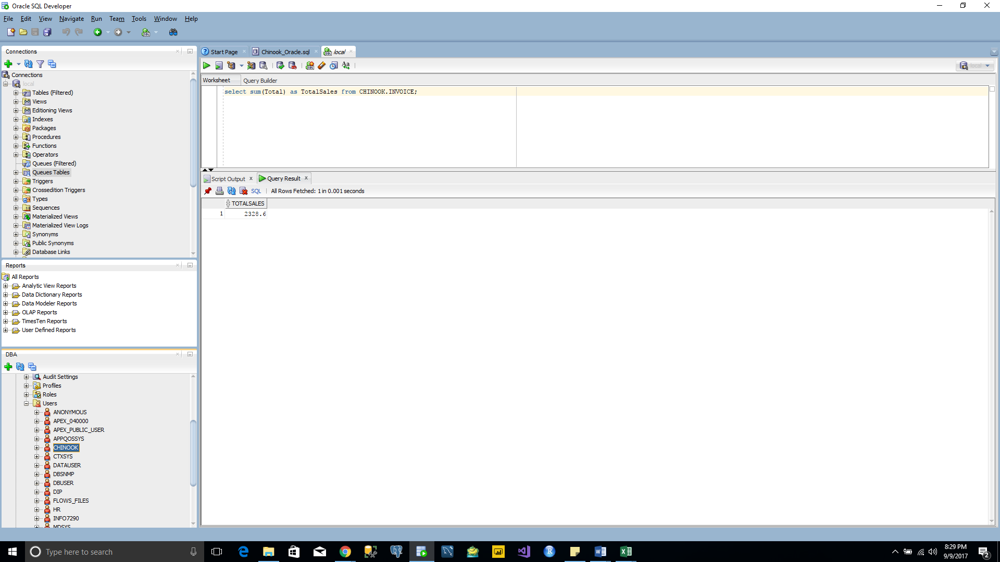 Oracle SQL Developer
File Edit View Navigate Run Team Tools Window Help
Connections
Connections
local
Tables (Filtered)
Views
Editioning Views
Indexes
Packages
Procedures
Functions
Operators
Queues (Filtered)
Queues Tables
Triggers
Crossedition Triggers
Types
Sequences
Materialized Views
Materialized View Logs
Synonyms
Public Synonyms
Database Links
Reports
All Reports
Analytic View Reports
Data Dictionary Reports
Data Modeler Reports
OLAP Reports
TimesTen Reports
User Defined Reports
DBA
Audit Settings
Profiles
Roles
Users
ANONYMOUS
APEX_040000
APEX_PUBLIC_USER
APPQOSSYS
CHINOOK
CTXSYS
DATAUSER
DBSNMP
DBUSER
DIP
FLOWS_FILES
HR
INFO7290
MDSYS
Start Page Chinook_Oracle.sql local
local
Worksheet Query Builder
select sum(Total) as TotalSales from CHINOOK.INVOICE;
Script Output x Query Result x
SQL | All Rows Fetched: 1 in 0.001 seconds
TOTALSALES
1 2328.6
Type here to search
8:29 PM
9/9/2017
2